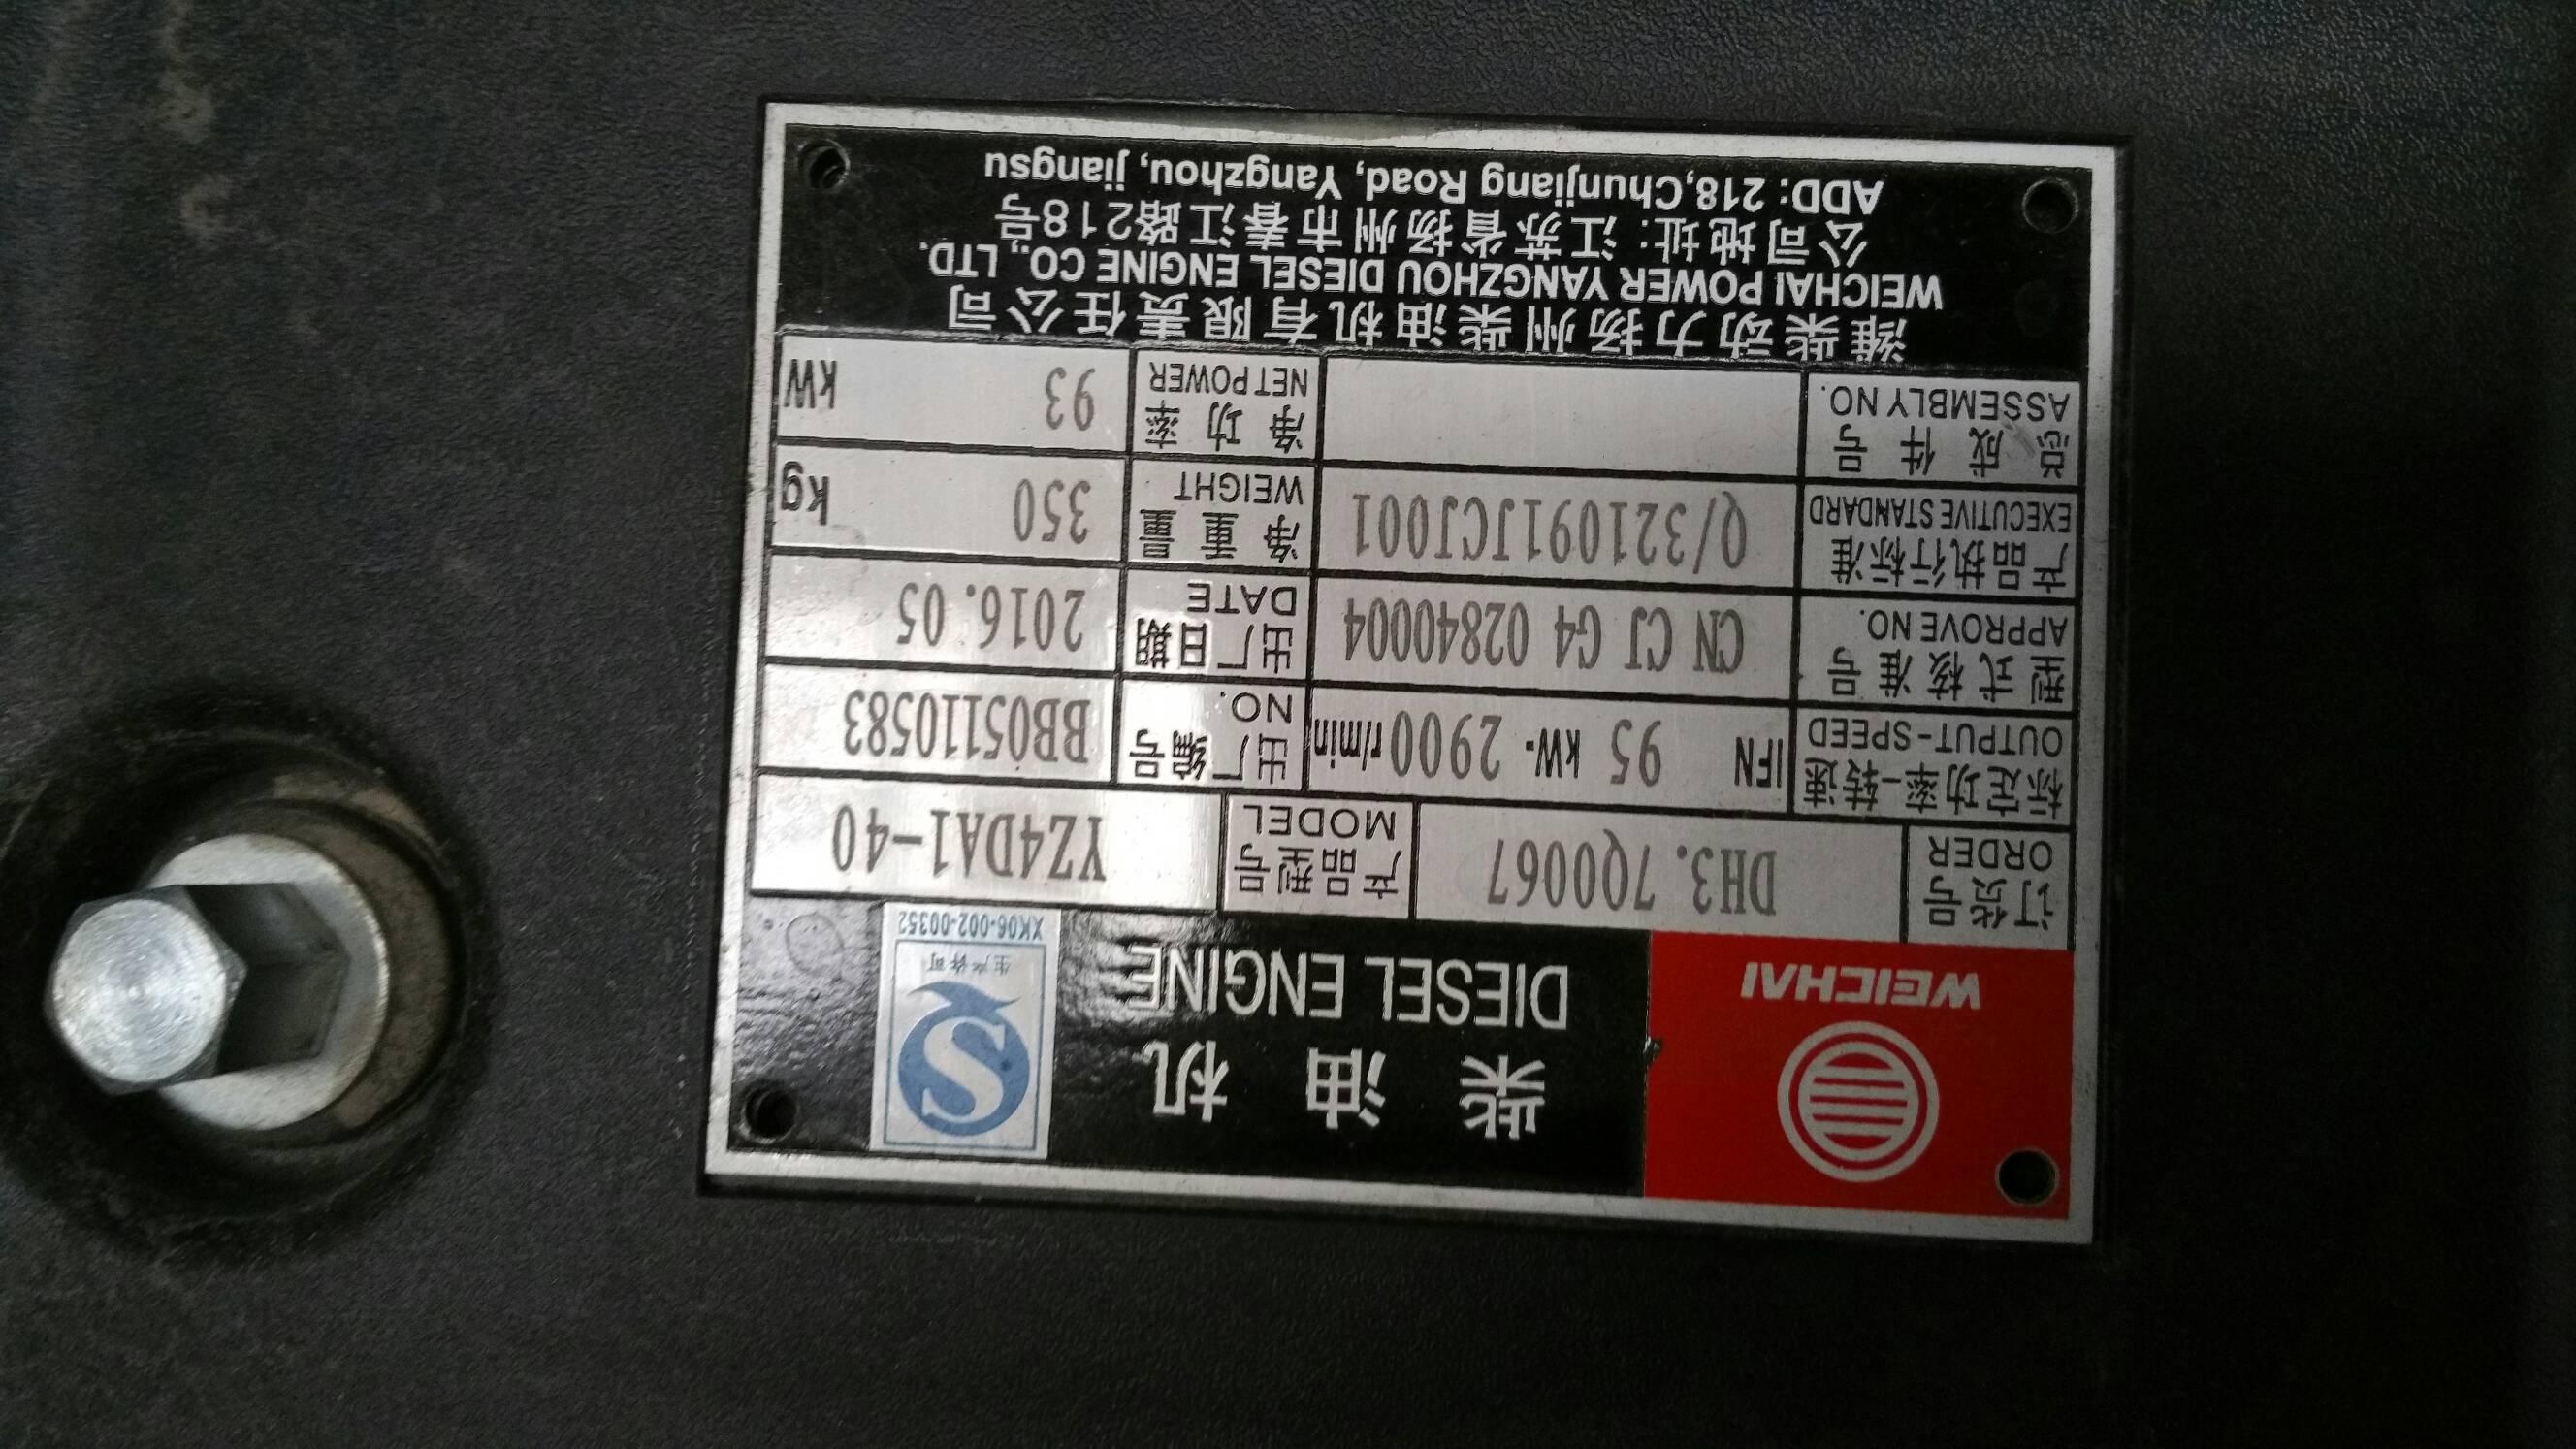 WEICHAI
柴油机
DIESEL ENGINE
生产许可
XK06-002-00352
订货号
ORDER
DH3.7Q0067
产品型号
MODEL
YZ4DA1-40
标定功率-转速
OUTPUT-SPEED
IFN 95 kW- 2900 r/min
出厂编号
NO.
BB05110583
型式核准号
APPROVE NO.
CN CJ G4 02840004
出厂日期
DATE
2016.05
产品执行标准
EXECUTIVE STANDARD
Q/321091JCJ001
净重量
WEIGHT
350 kg
总成件号
ASSEMBLY NO.
净功率
NET POWER
93 kW
潍柴动力扬州柴油机有限责任公司
WEICHAI POWER YANGZHOU DIESEL ENGINE CO., LTD.
公司地址：江苏省扬州市春江路218号
ADD: 218,Chunjiang Road, Yangzhou, jiangsu